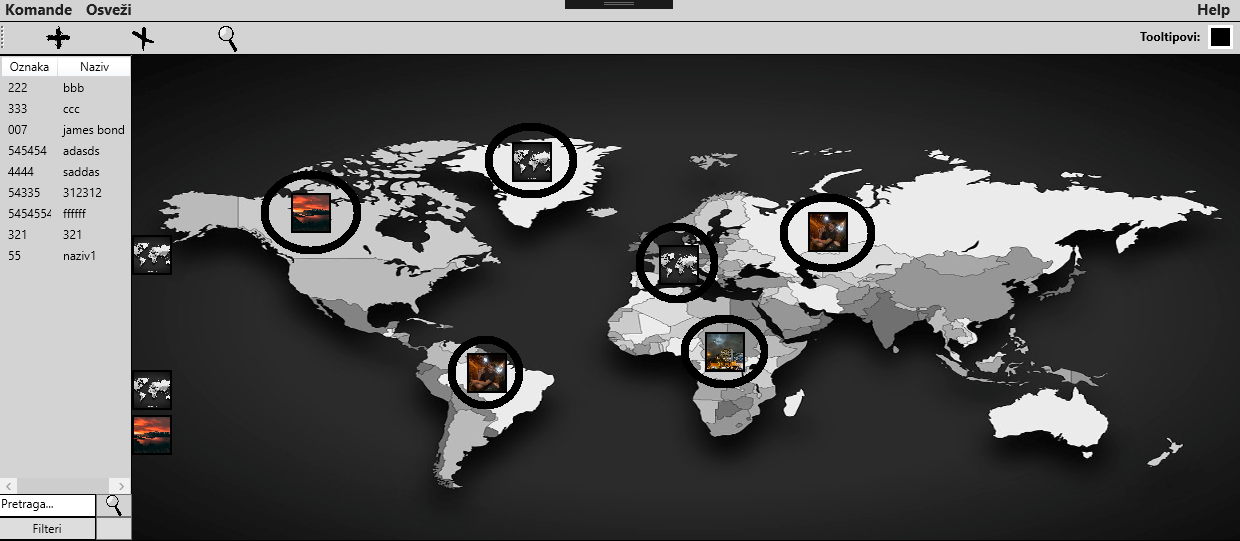 Komande Osveži Help
Tooltipovi:
Oznaka Naziv
222 bbb
333 ccc
007 james bond
545454 adasds
4444 saddas
54335 312312
5454554 ffffff
321 321
55 naziv1
Pretraga...
Filteri